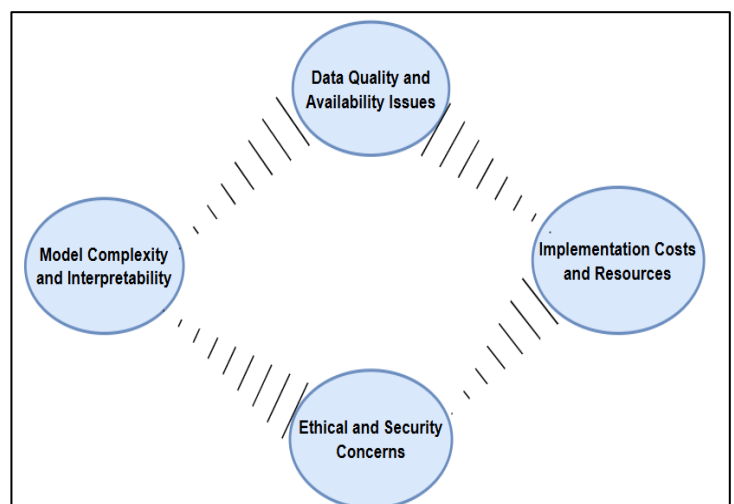 Data Quality and
Availability Issues
Model Complexity
and Interpretability
Implementation Costs
and Resources
Ethical and Security
Concerns